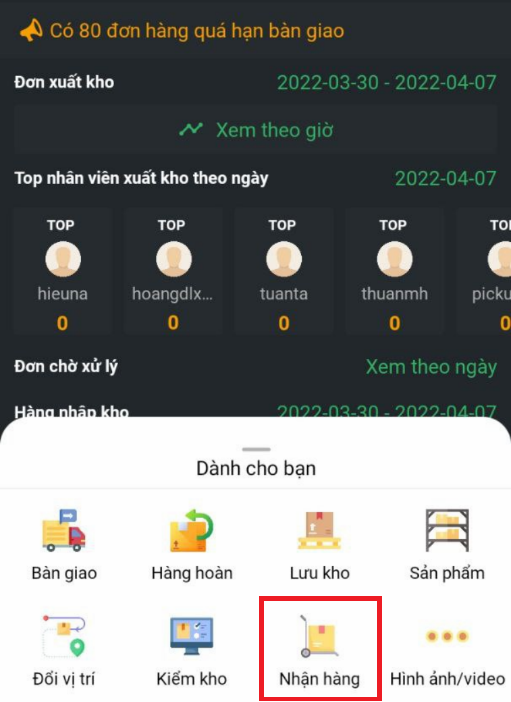 Có 80 đơn hàng quá hạn bàn giao
Đơn xuất kho 2022-03-30 - 2022-04-07
Xem theo giờ
Top nhân viên xuất kho theo ngày 2022-04-07
TOP TOP TOP TOP
hieuna hoangdlx... tuanta thuanmh
0 0 0 0 0
Đơn chờ xử lý Xem theo ngày
Hàng nhập kho 2022-03-30 - 2022-04-07
Dành cho bạn
Bàn giao Hàng hoàn Lưu kho Sản phẩm
Đổi vị trí Kiểm kho Nhận hàng Hình ảnh/video